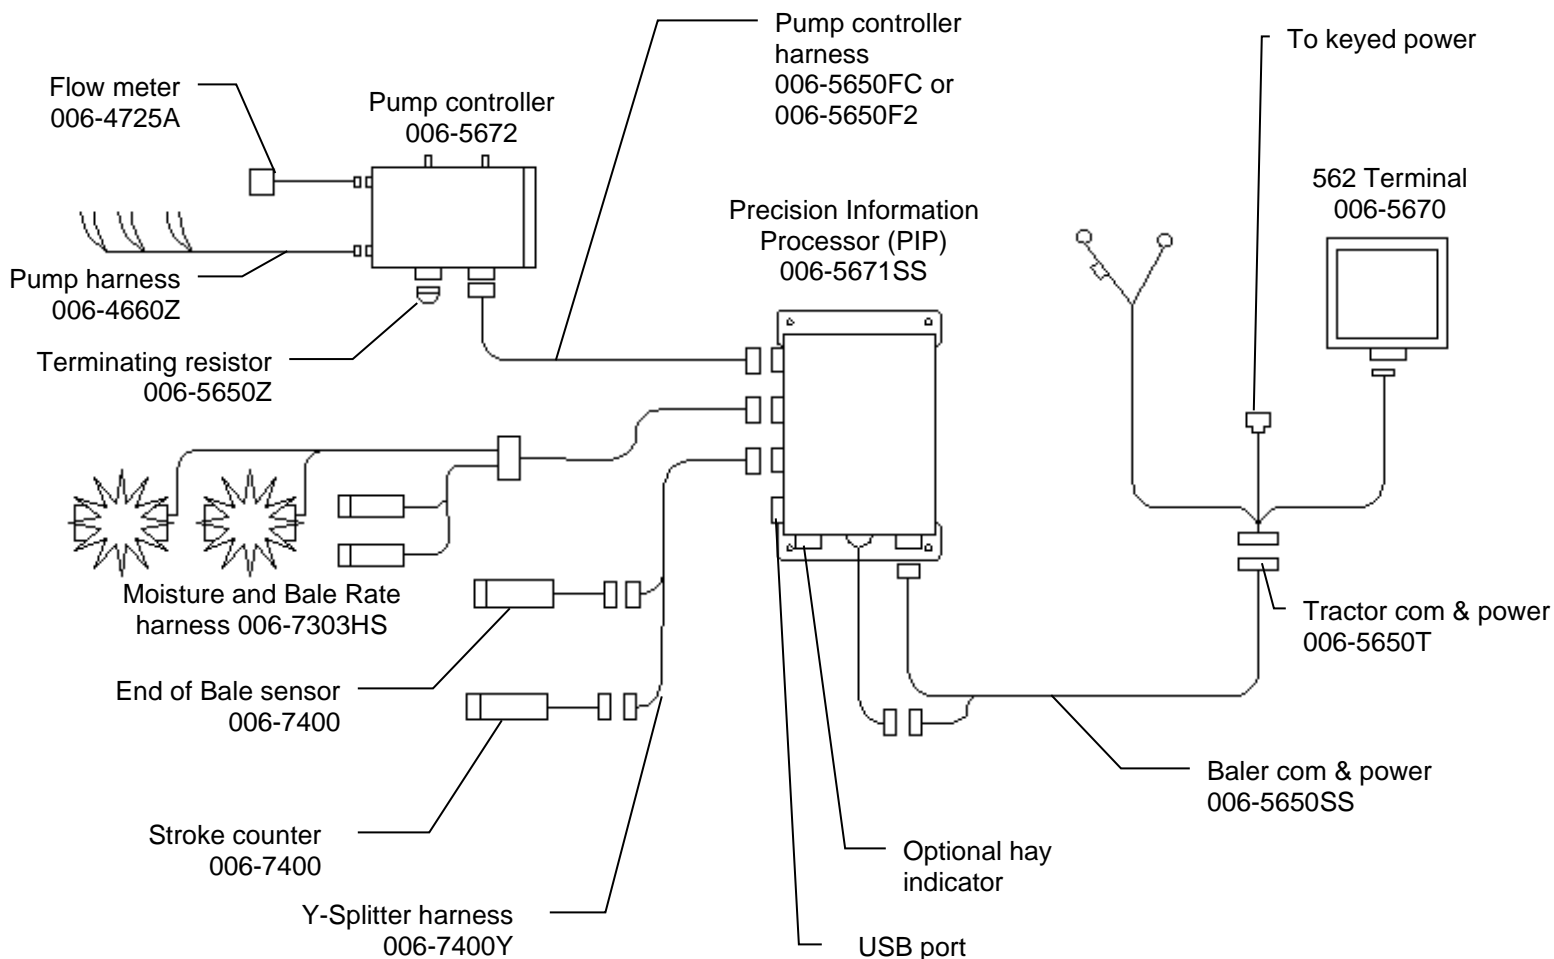 Pump controller
harness
006-5650FC or
006-5650F2
To keyed power
Flow meter
006-4725A
Pump controller
006-5672
562 Terminal
006-5670
Precision Information
Processor (PIP)
006-5671SS
Pump harness
006-4660Z
Terminating resistor
006-5650Z
Moisture and Bale Rate
harness 006-7303HS
Tractor com & power
006-5650T
End of Bale sensor
006-7400
Baler com & power
006-5650SS
Stroke counter
006-7400
Optional hay
indicator
Y-Splitter harness
006-7400Y
USB port